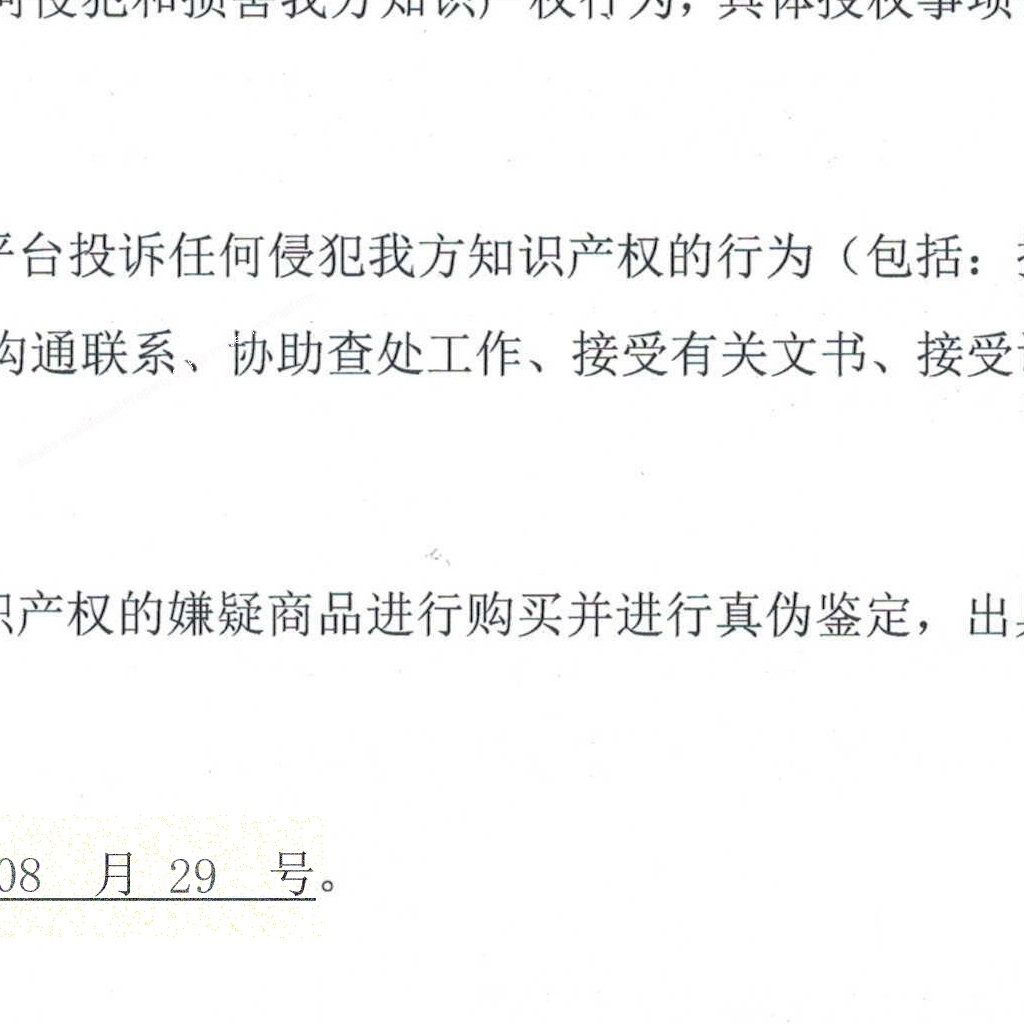 何侵犯和损害我方知识产权行为，具体授权事项
平台投诉任何侵犯我方知识产权的行为（包括：
沟通联系、协助查处工作、接受有关文书、接受
识产权的嫌疑商品进行购买并进行真伪鉴定，出具
08 月 29 号。